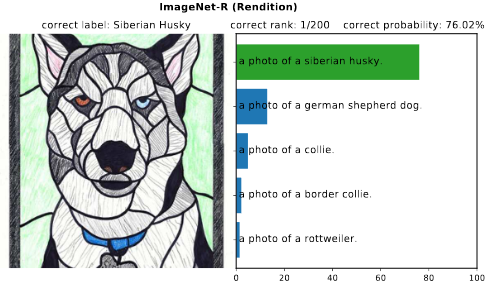 ImageNet-R (Rendition)
correct label: Siberian Husky correct rank: 1/200 correct probability: 76.02%
a photo of a siberian husky.
a photo of a german shepherd dog.
a photo of a collie.
a photo of a border collie.
a photo of a rottweiler.
0 20 40 60 80 100